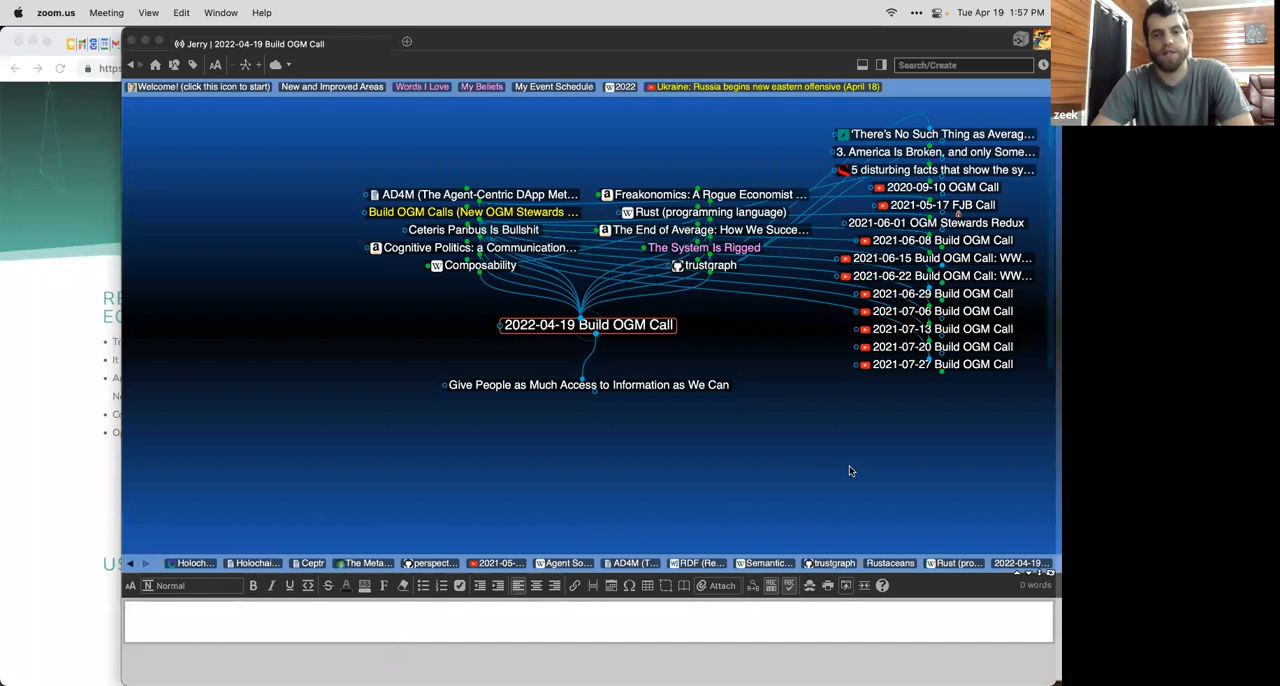 zoom.us Meeting View Edit Window Help Tue Apr 19 1:57 PM
Jerry | 2022-04-19 Build OGM Call
https
AA Search/Create
Welcome! (click this icon to start) New and Improved Areas Words I Love My Beliefs My Event Schedule 2022 Ukraine: Russia begins new eastern offensive (April 18)
zeek
'There's No Such Thing as Averag...
3. America Is Broken, and only Some...
5 disturbing facts that show the sy...
2020-09-10 OGM Call
2021-05-17 FJB Call
2021-06-01 OGM Stewards Redux
2021-06-08 Build OGM Call
2021-06-15 Build OGM Call: WW...
2021-06-22 Build OGM Call: WW...
2021-06-29 Build OGM Call
2021-07-06 Build OGM Call
2021-07-13 Build OGM Call
2021-07-20 Build OGM Call
2021-07-27 Build OGM Call
AD4M (The Agent-Centric DApp Met... Freakonomics: A Rogue Economist ...
Build OGM Calls (New OGM Stewards ... Rust (programming language)
Ceteris Paribus Is Bullshit The End of Average: How We Succe...
Cognitive Politics: a Communication... The System Is Rigged
Composability trustgraph
2022-04-19 Build OGM Call
Give People as Much Access to Information as We Can
RE
Tr
It
Ar
Ne
Co
Op
US
Holoch... Holochai... Ceptr The Meta... perspect... 2021-05-... Agent So... AD4M (T... RDF (Re... Semantic... trustgraph Rustaceans Rust (pro... 2022-04-19...
AA N Normal B I U S A F Attach 0 words